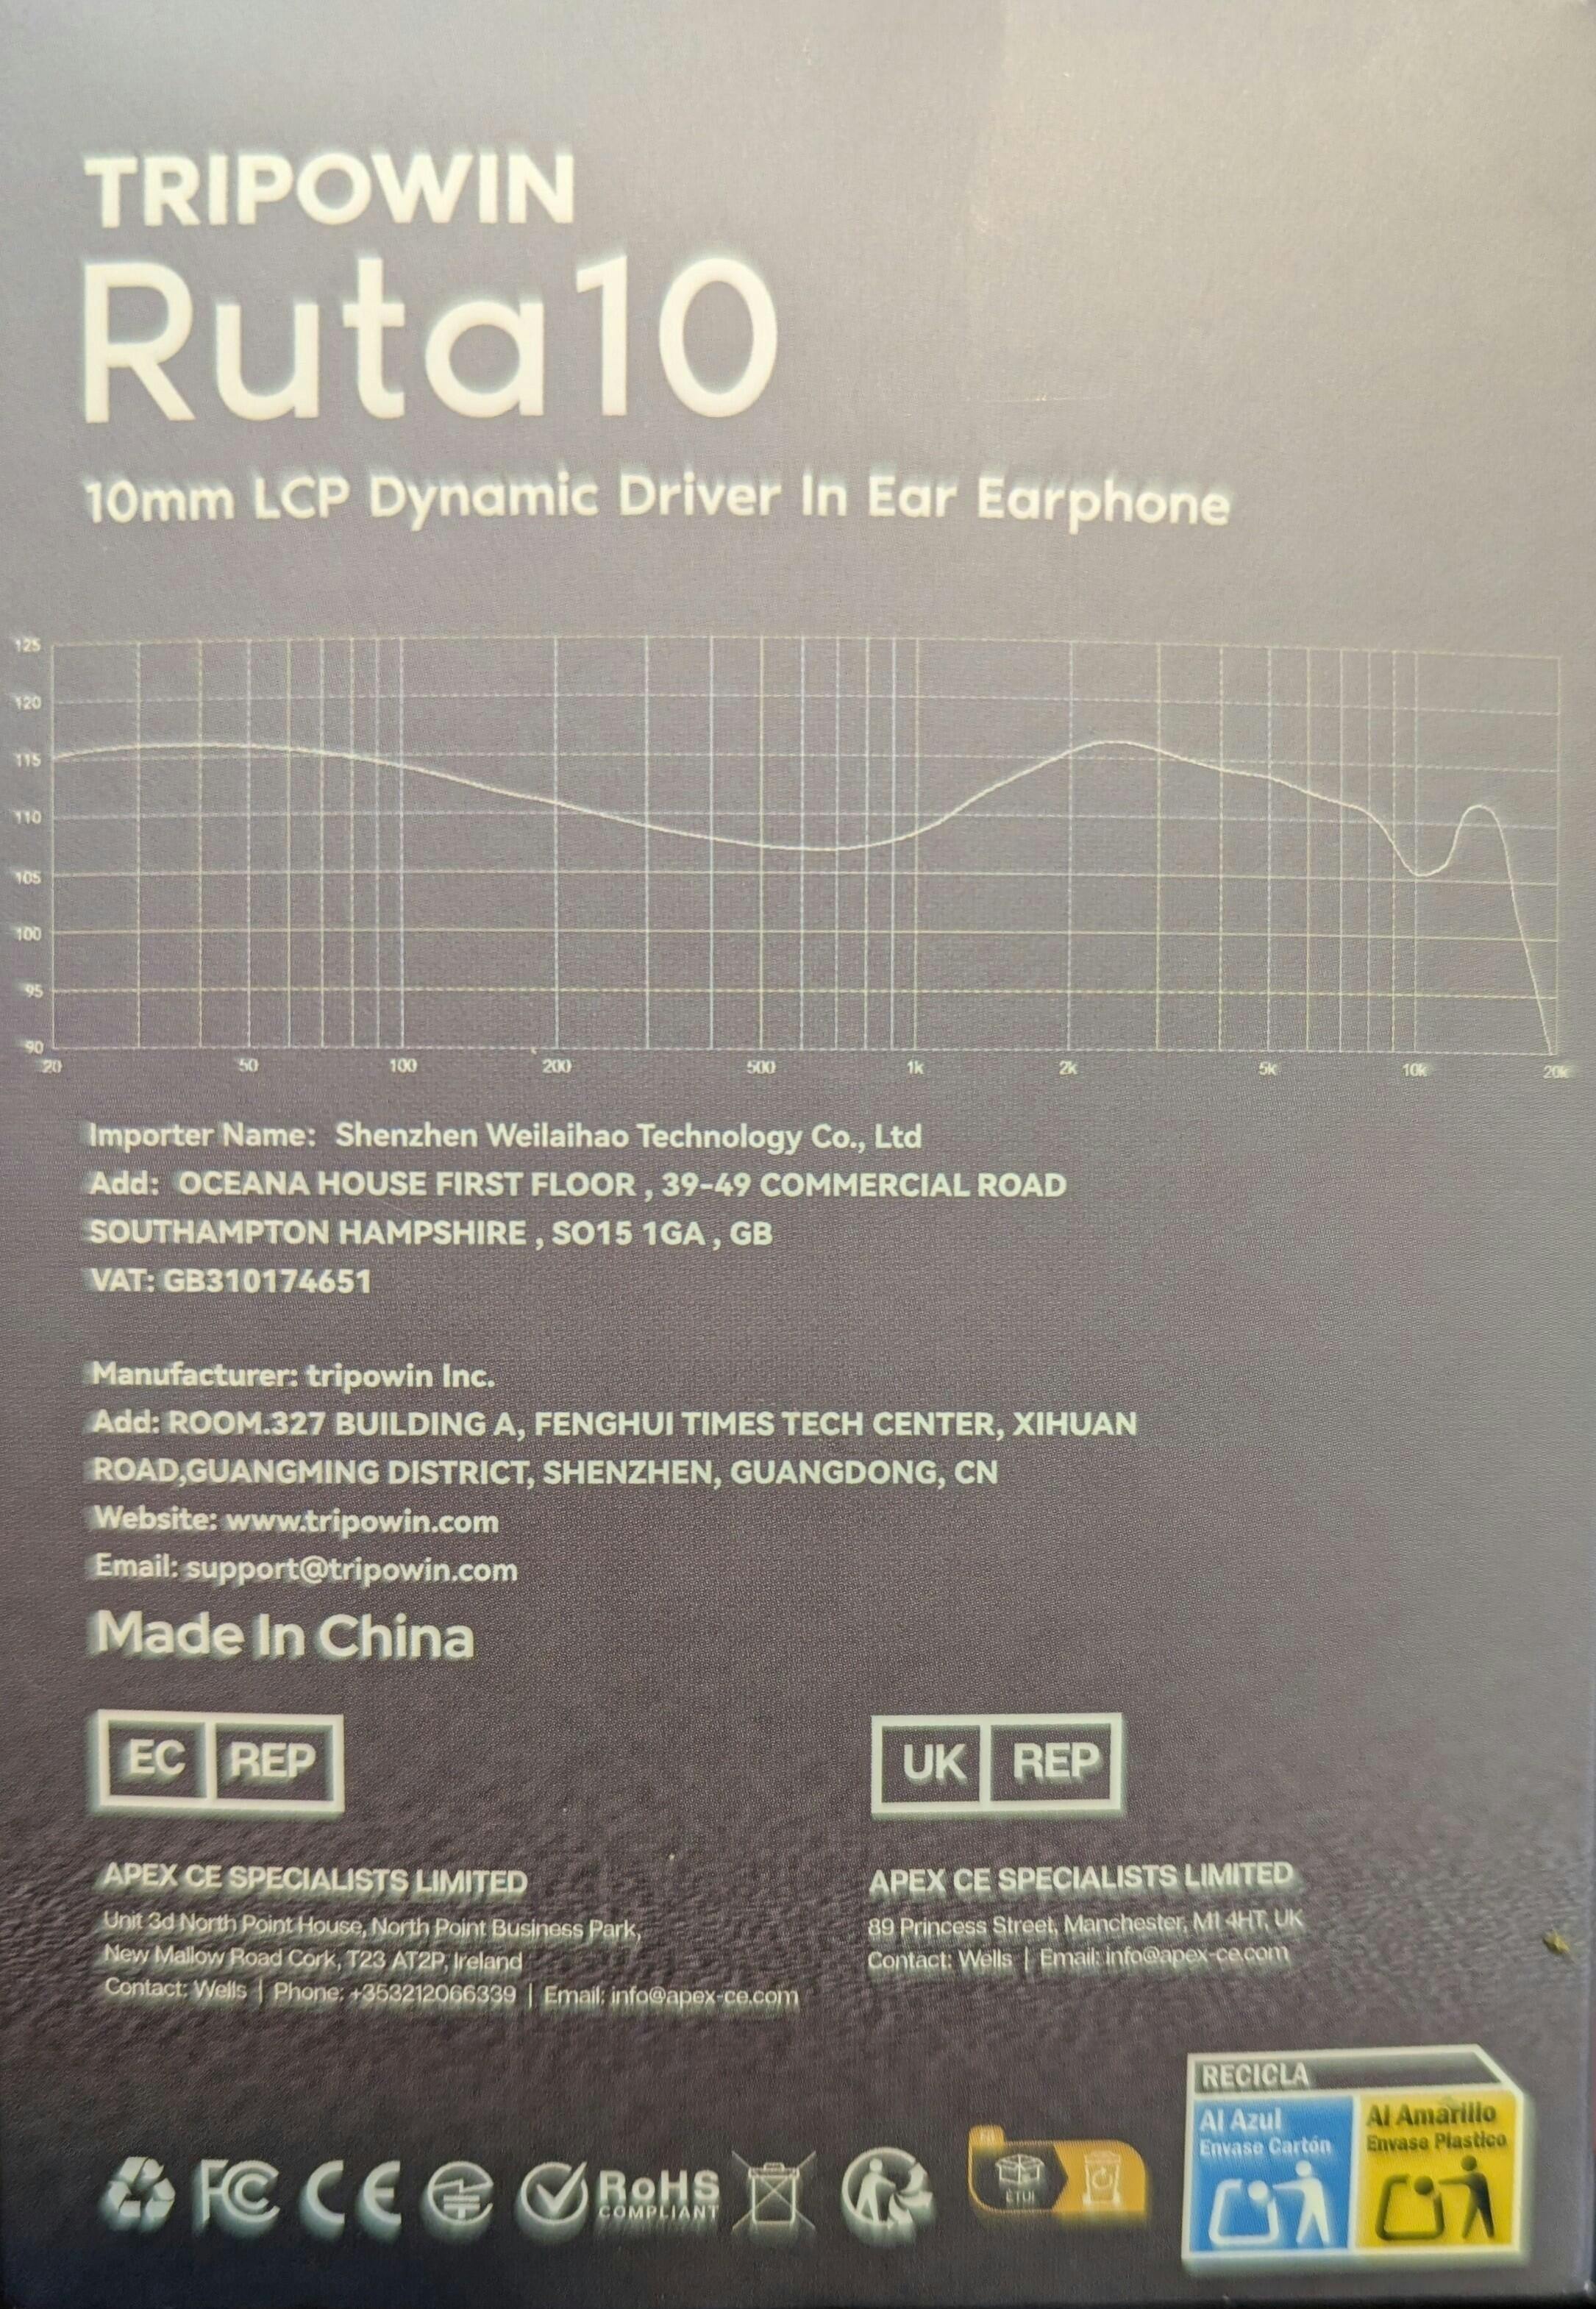 TRIPOWIN
Ruta10
10mm LCP Dynamic Driver In Ear Earphone
125
120
115
110
105
100
95
90
20 50 100 200 500 1k 2k 5k 10k 20k
Importer Name: Shenzhen Weilaihao Technology Co., Ltd
Add: OCEANA HOUSE FIRST FLOOR , 39-49 COMMERCIAL ROAD
SOUTHAMPTON HAMPSHIRE , SO15 1GA , GB
VAT: GB310174651
Manufacturer: tripowin Inc.
Add: ROOM.327 BUILDING A, FENGHUI TIMES TECH CENTER, XIHUAN
ROAD,GUANGMING DISTRICT, SHENZHEN, GUANGDONG, CN
Website: www.tripowin.com
Email: support@tripowin.com
Made In China
EC REP
APEX CE SPECIALISTS LIMITED
Unit 3d North Point House, North Point Business Park,
New Mallow Road Cork, T23 AT2P, Ireland
Contact: Wells | Phone: +353212066339 | Email: info@apex-ce.com
UK REP
APEX CE SPECIALISTS LIMITED
89 Princess Street, Manchester, M1 4HT, UK
Contact: Wells | Email: info@apex-ce.com
FC CE RoHS
COMPLIANT
FR
ÉTUI
RECICLA
Al Azul
Envase Cartón
Al Amarillo
Envase Plastico